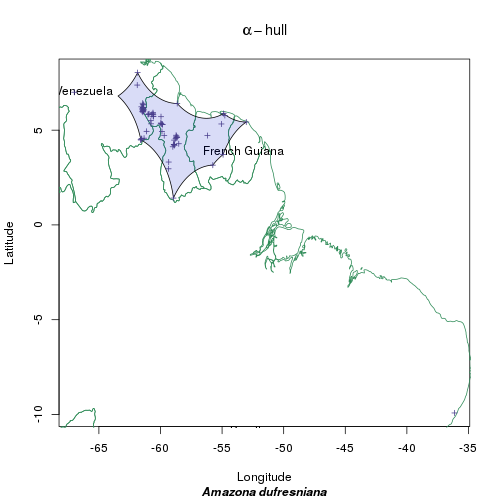 α – hull
Venezuela
French Guiana
5
0
-5
-10
Latitude
-65 -60 -55 -50 -45 -40 -35
Longitude
Amazona dufresniana